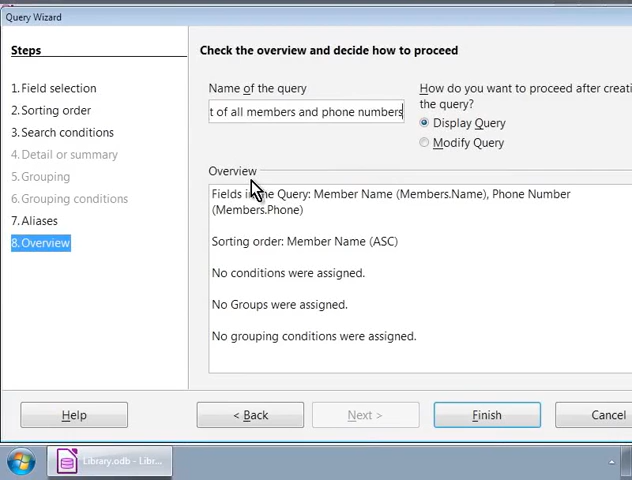 Query Wizard
Steps
1.Field selection
2.Sorting order
3.Search conditions
4.Detail or summary
5.Grouping
6.Grouping conditions
7.Aliases
8.Overview
Check the overview and decide how to proceed
Name of the query
t of all members and phone numbers
How do you want to proceed after creati
the query?
Display Query
Modify Query
Overview
Fields in the Query: Member Name (Members.Name), Phone Number
(Members.Phone)
Sorting order: Member Name (ASC)
No conditions were assigned.
No Groups were assigned.
No grouping conditions were assigned.
Help
< Back
Next >
Finish
Cancel
Library.odb - Libr...